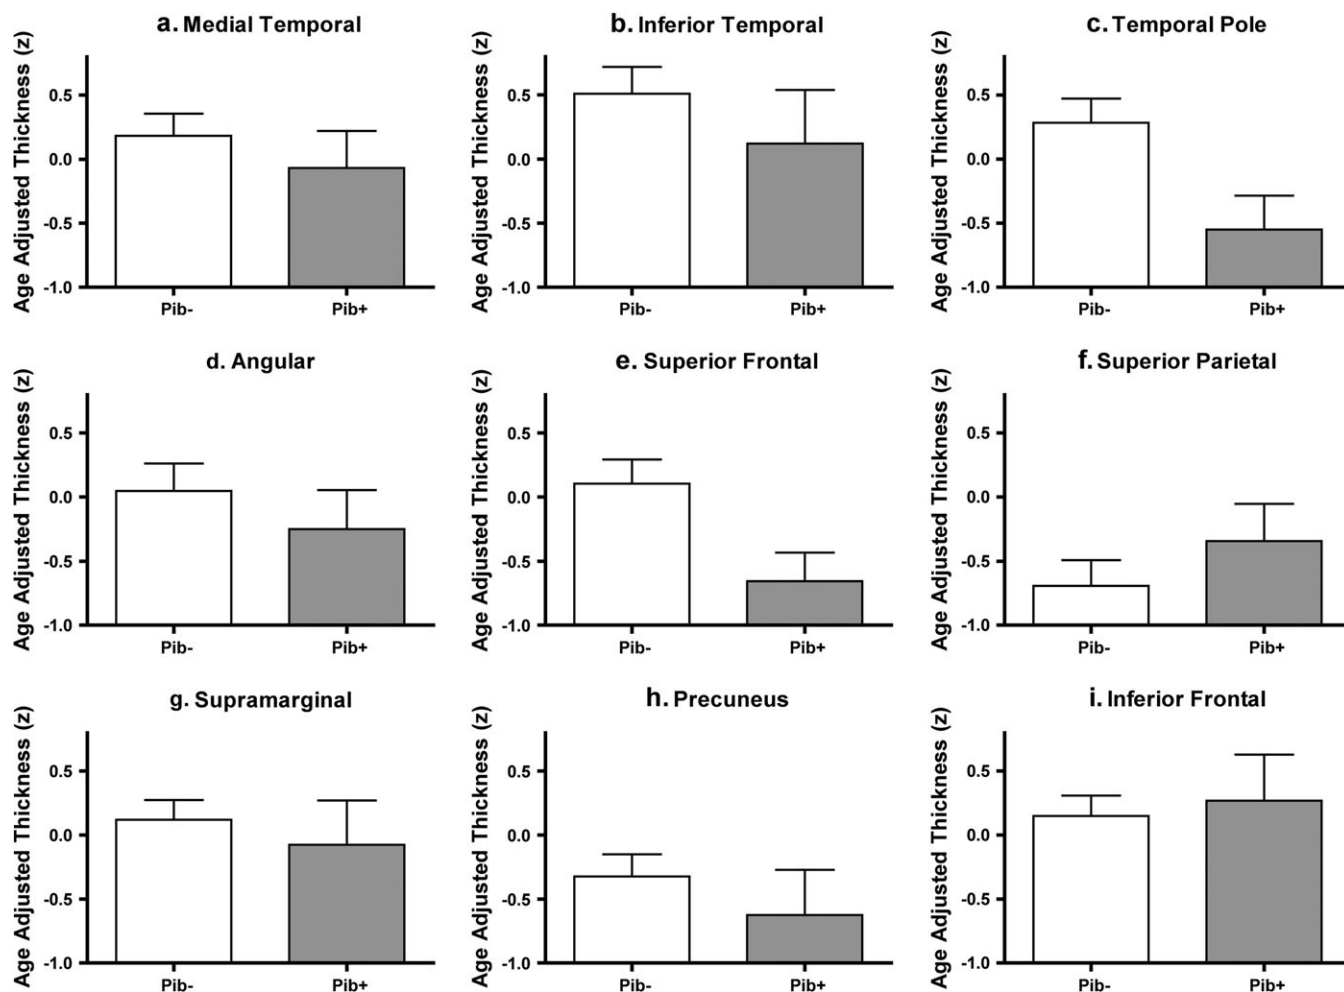 a. Medial Temporal
Age Adjusted Thickness (z)
0.5
0.0
-0.5
-1.0
Pib-
Pib+
b. Inferior Temporal
Age Adjusted Thickness (z)
0.5
0.0
-0.5
-1.0
Pib-
Pib+
c. Temporal Pole
Age Adjusted Thickness (z)
0.5
0.0
-0.5
-1.0
Pib-
Pib+
d. Angular
Age Adjusted Thickness (z)
0.5
0.0
-0.5
-1.0
Pib-
Pib+
e. Superior Frontal
Age Adjusted Thickness (z)
0.5
0.0
-0.5
-1.0
Pib-
Pib+
f. Superior Parietal
Age Adjusted Thickness (z)
0.5
0.0
-0.5
-1.0
Pib-
Pib+
g. Supramarginal
Age Adjusted Thickness (z)
0.5
0.0
-0.5
-1.0
Pib-
Pib+
h. Precuneus
Age Adjusted Thickness (z)
0.5
0.0
-0.5
-1.0
Pib-
Pib+
i. Inferior Frontal
Age Adjusted Thickness (z)
0.5
0.0
-0.5
-1.0
Pib-
Pib+